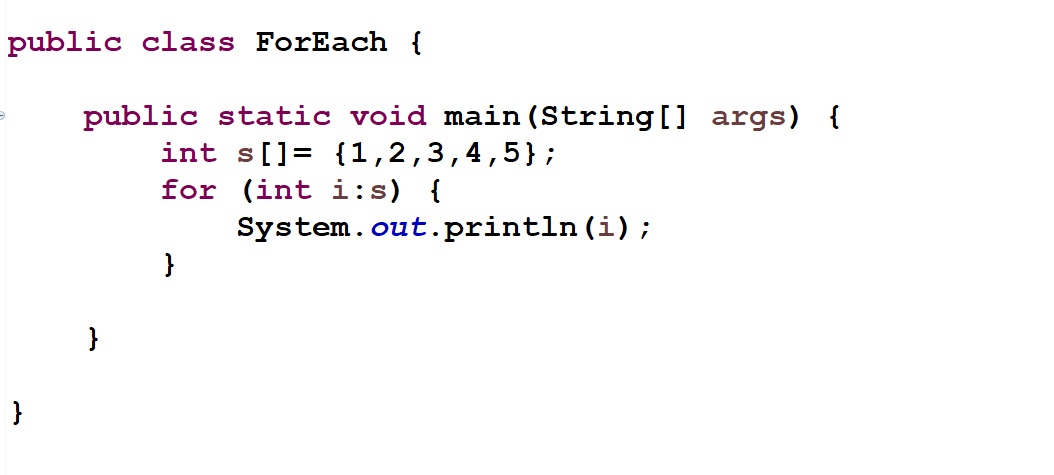 public class ForEach {
public static void main(String[] args) {
int s[]= {1,2,3,4,5};
for (int i:s) {
System.out.println(i);
}
}
}